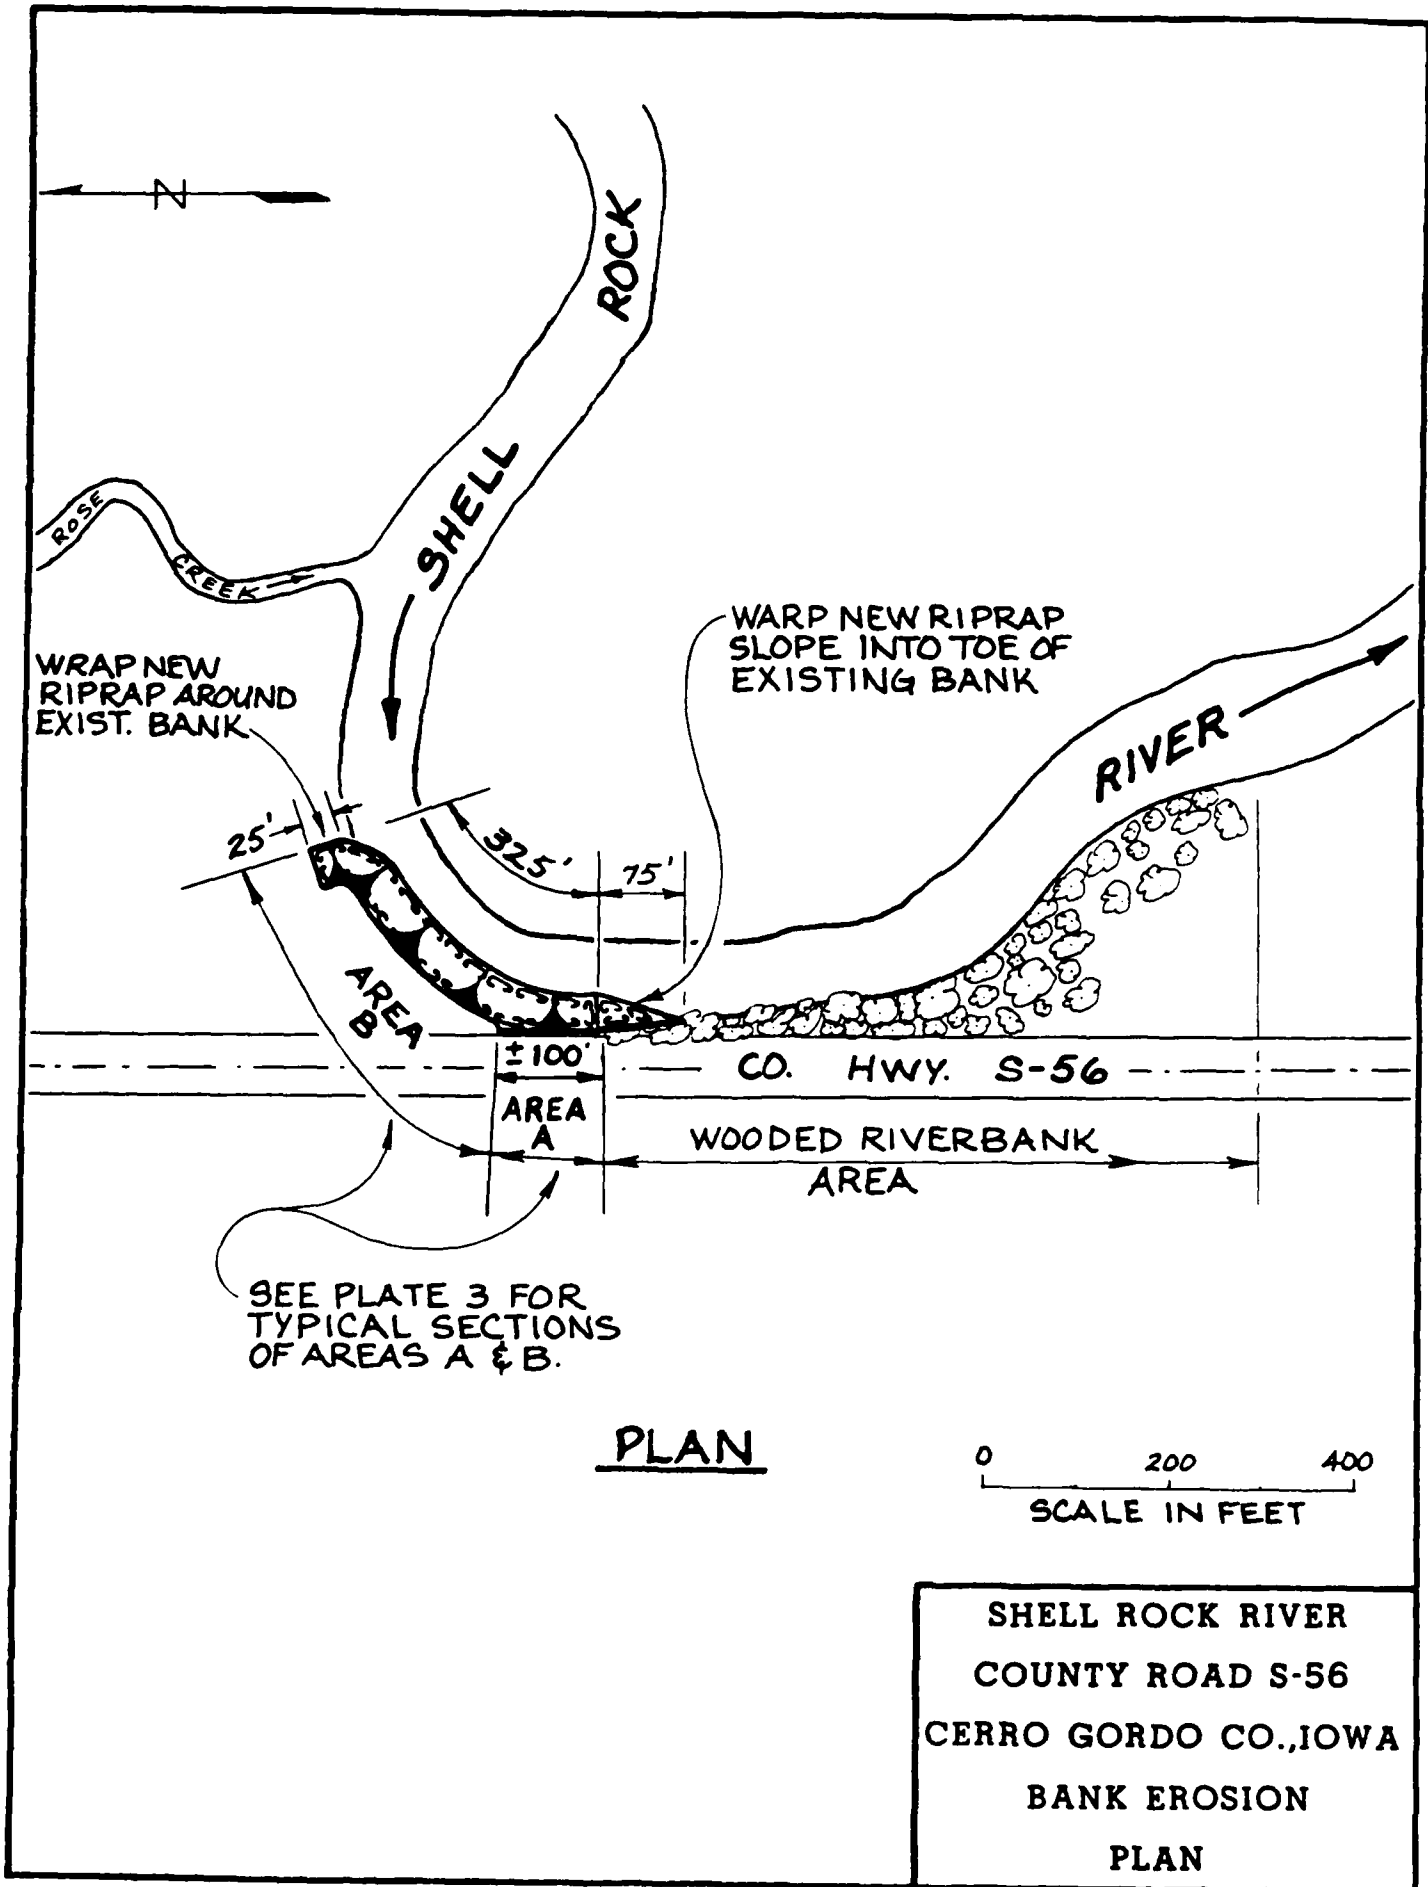 N
ROCK
SHELL
ROSE
CREEK
WRAP NEW
RIPRAP AROUND
EXIST. BANK
WARP NEW RIPRAP
SLOPE INTO TOE OF
EXISTING BANK
RIVER
25'
325'
75'
AREA
B
±100'
AREA
A
CO. HWY. S-56
WOODED RIVERBANK
AREA
SEE PLATE 3 FOR
TYPICAL SECTIONS
OF AREAS A & B.
PLAN
0 200 400
SCALE IN FEET
SHELL ROCK RIVER
COUNTY ROAD S-56
CERRO GORDO CO.,IOWA
BANK EROSION
PLAN